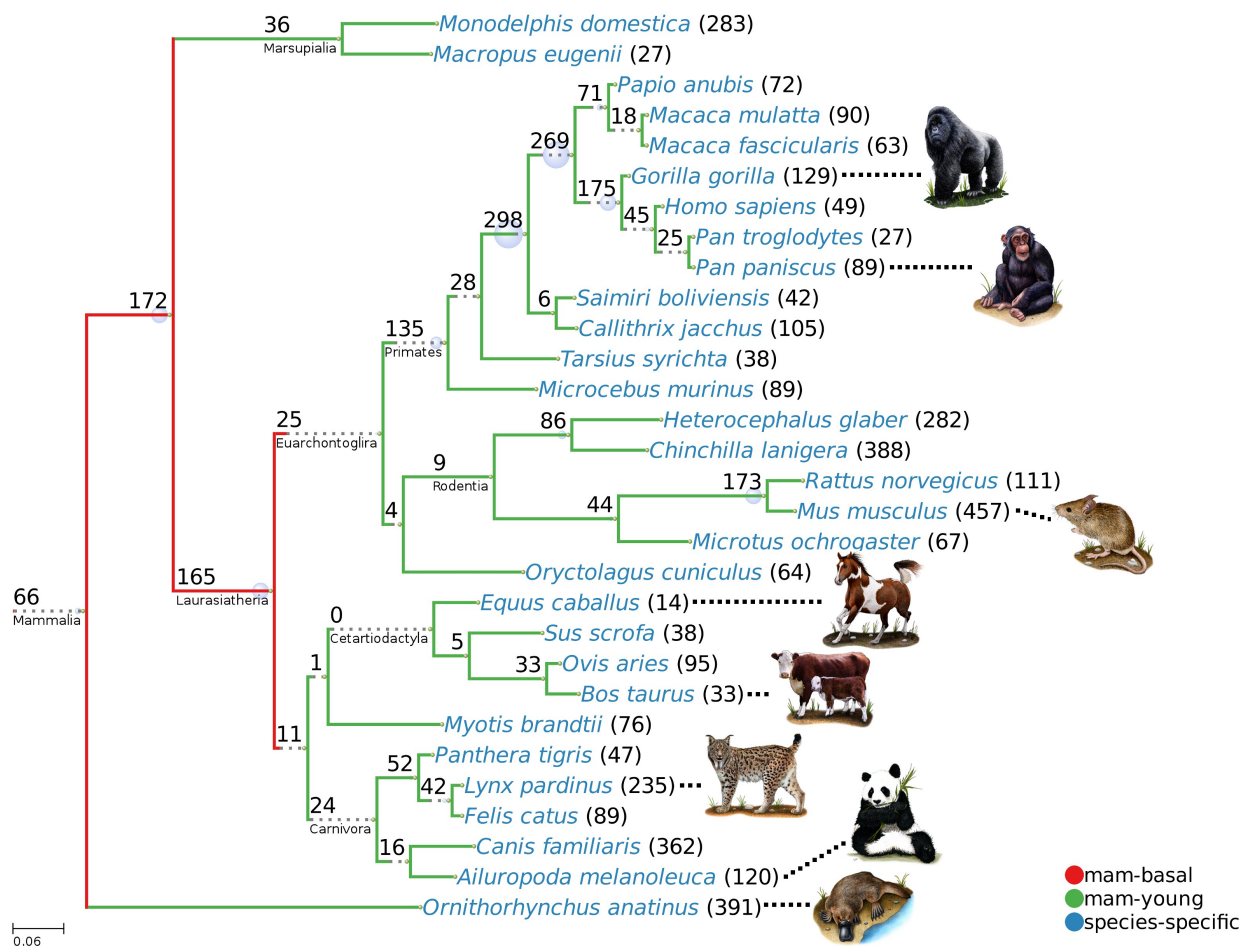 36
Marsupialia
Monodelphis domestica (283)
Macropus eugenii (27)
Papio anubis (72)
71
18
Macaca mulatta (90)
Macaca fascicularis (63)
269
Gorilla gorilla (129)
175
45
Homo sapiens (49)
25
Pan troglodytes (27)
Pan paniscus (89)
298
28
6
Saimiri boliviensis (42)
Callithrix jacchus (105)
172
135
Primates
Tarsius syrichta (38)
Microcebus murinus (89)
25
Euarchontoglira
86
Heterocephalus glaber (282)
Chinchilla lanigera (388)
9
Rodentia
173
Rattus norvegicus (111)
4
44
Mus musculus (457)
Microtus ochrogaster (67)
165
Laurasiatheria
Oryctolagus cuniculus (64)
66
Mammalia
0
Cetartiodactyla
Equus caballus (14)
5
Sus scrofa (38)
1
33
Ovis aries (95)
Bos taurus (33)
11
Myotis brandtii (76)
52
Panthera tigris (47)
42
Lynx pardinus (235)
24
Carnivora
Felis catus (89)
16
Canis familiaris (362)
Ailuropoda melanoleuca (120)
Ornithorhynchus anatinus (391)
mam-basal
mam-young
species-specific
0.06